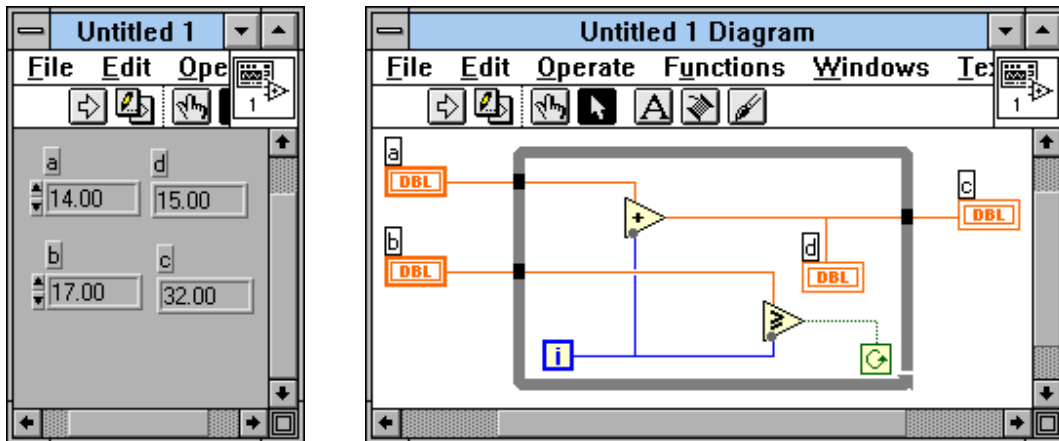 Untitled 1
File Edit Ope
1
a d
14.00 15.00
b c
17.00 32.00
Untitled 1 Diagram
File Edit Operate Functions Windows
1
A
a
DBL
c
DBL
+
b
DBL
d
DBL
≥
i